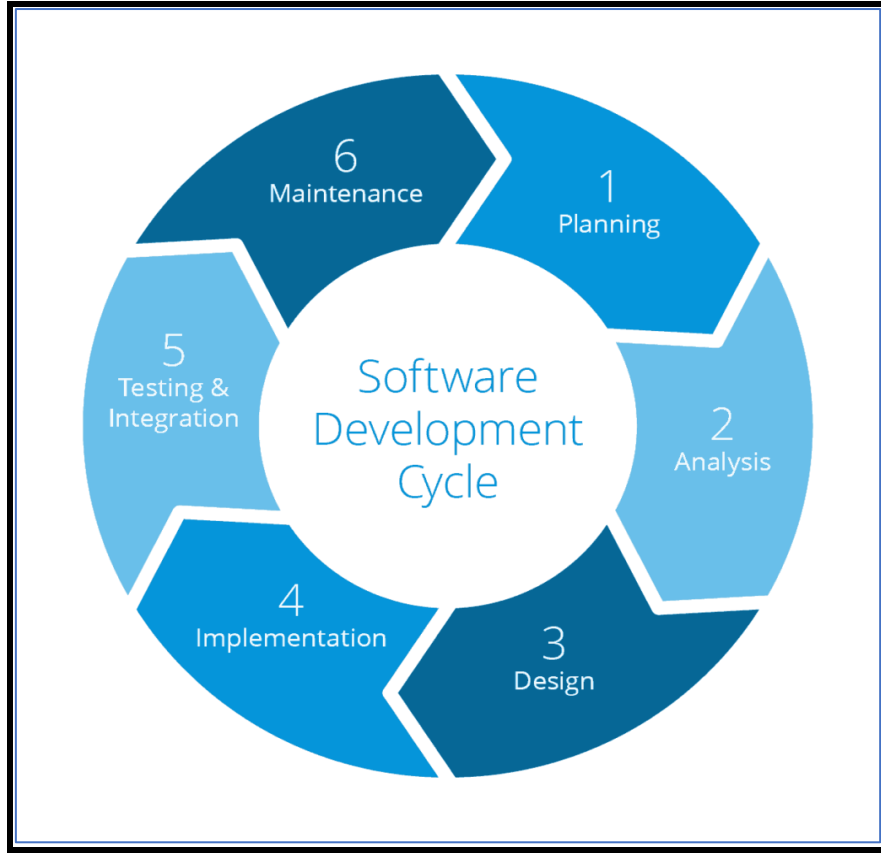 Software
Development
Cycle
1
Planning
2
Analysis
3
Design
4
Implementation
5
Testing &
Integration
6
Maintenance